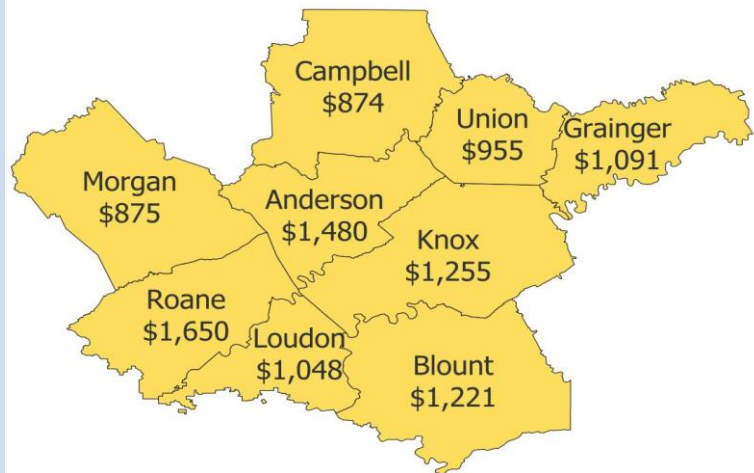 Campbell
$874
Union
$955
Grainger
$1,091
Morgan
$875
Anderson
$1,480
Knox
$1,255
Roane
$1,650
Loudon
$1,048
Blount
$1,221